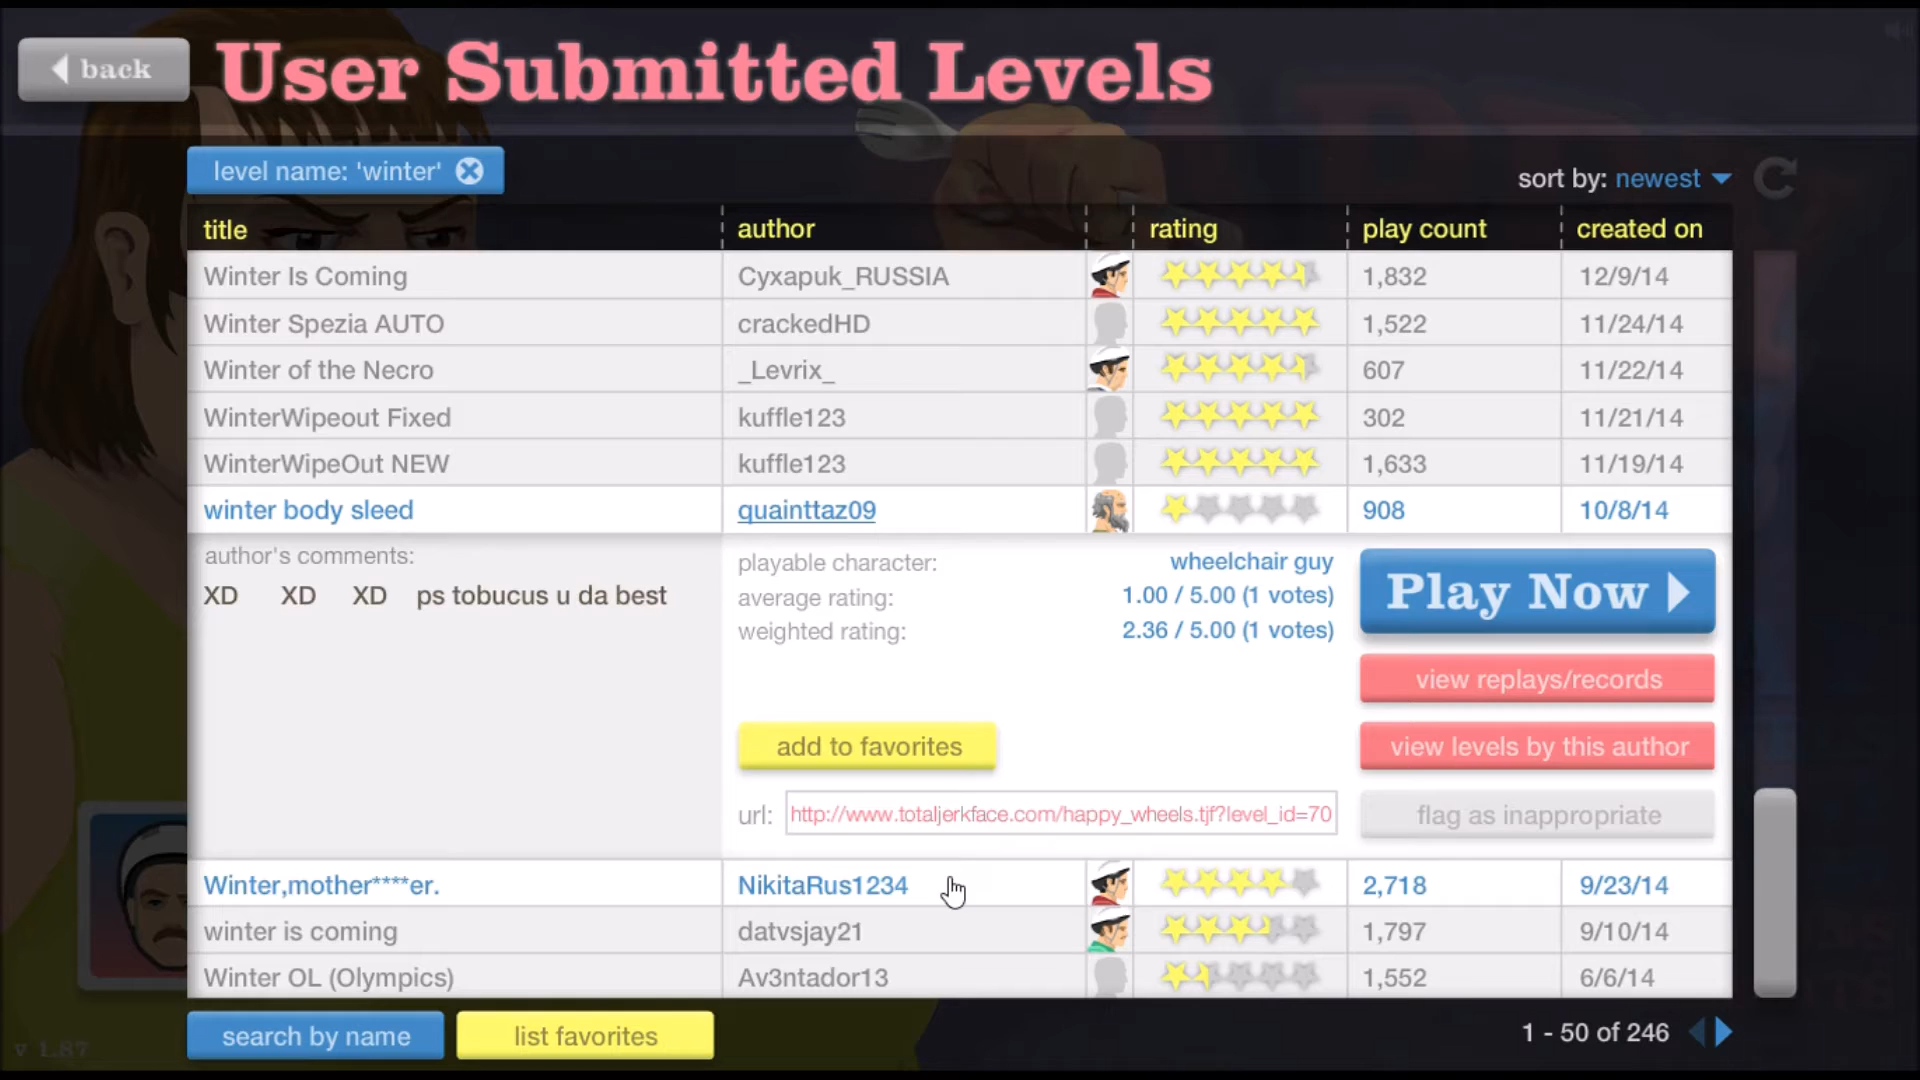 back
User Submitted Levels
level name: 'winter'
sort by: newest
title author rating play count created on
Winter Is Coming Cyxapuk_RUSSIA 1,832 12/9/14
Winter Spezia AUTO crackedHD 1,522 11/24/14
Winter of the Necro _Levrix_ 607 11/22/14
WinterWipeout Fixed kuffle123 302 11/21/14
WinterWipeOut NEW kuffle123 1,633 11/19/14
winter body sleed quainttaz09 908 10/8/14
author's comments:
XD XD XD ps tobucus u da best
playable character: wheelchair guy
average rating: 1.00 / 5.00 (1 votes)
weighted rating: 2.36 / 5.00 (1 votes)
Play Now
view replays/records
add to favorites
view levels by this author
url: http://www.totaljerkface.com/happy_wheels.tjf?level_id=70
flag as inappropriate
Winter,mother****er. NikitaRus1234 2,718 9/23/14
winter is coming datvsjay21 1,797 9/10/14
Winter OL (Olympics) Av3ntador13 1,552 6/6/14
search by name
list favorites
1 - 50 of 246
v 1.87